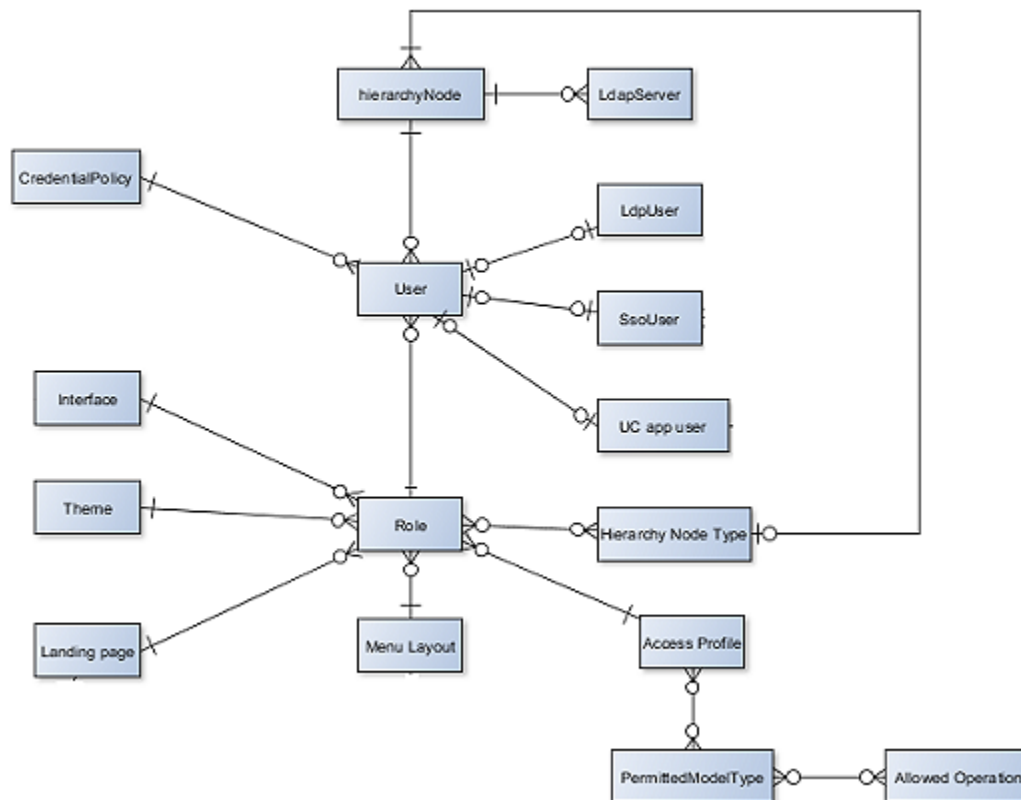 hierarchyNode
LdapServer
CredentialPolicy
LdpUser
User
SsoUser
Interface
UC app user
Theme
Role
Hierarchy Node Type
Landing page
Menu Layout
Access Profile
PermittedModelType
Allowed Operation